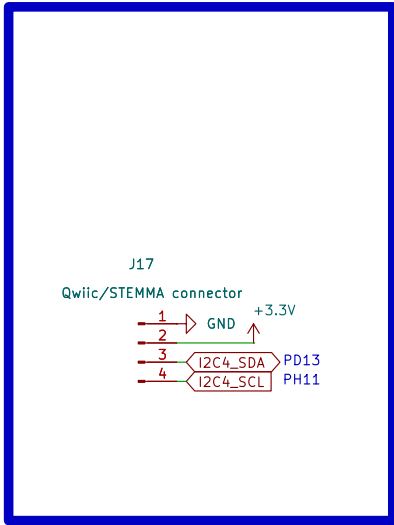 J17
Qwiic/STEMMA connector
+3.3V
1 GND
2
3 I2C4_SDA PD13
4 I2C4_SCL PH11